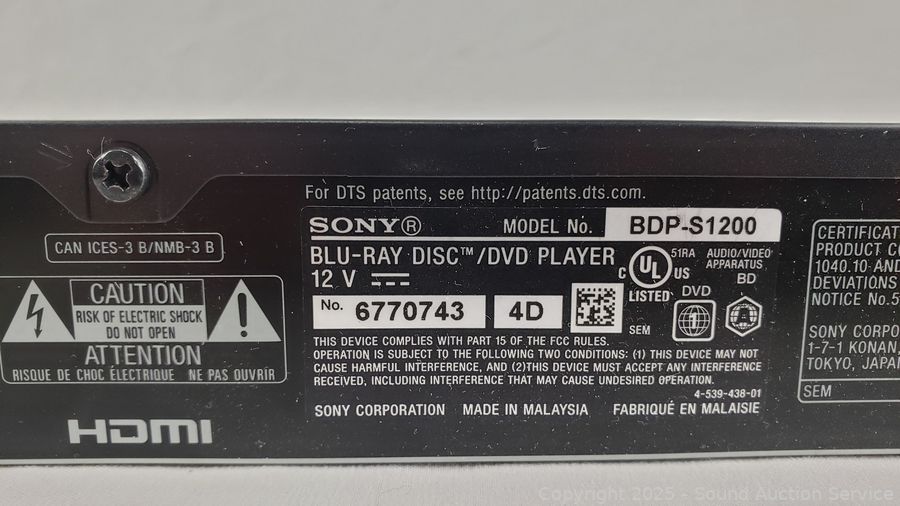 For DTS patents, see http://patents.dts.com.
SONY®
MODEL No. BDP-S1200
BLU-RAY DISC™/DVD PLAYER
12 V
No. 6770743 4D
C UL US
LISTED
51RA AUDIO/VIDEO
APPARATUS
BD
DVD
SEM
THIS DEVICE COMPLIES WITH PART 15 OF THE FCC RULES.
OPERATION IS SUBJECT TO THE FOLLOWING TWO CONDITIONS: (1) THIS DEVICE MAY NOT
CAUSE HARMFUL INTERFERENCE, AND (2)THIS DEVICE MUST ACCEPT ANY INTERFERENCE
RECEIVED, INCLUDING INTERFERENCE THAT MAY CAUSE UNDESIRED OPERATION.
4-539-438-01
SONY CORPORATION MADE IN MALAYSIA FABRIQUÉ EN MALAISIE
CAN ICES-3 B/NMB-3 B
CAUTION
RISK OF ELECTRIC SHOCK
DO NOT OPEN
ATTENTION
RISQUE DE CHOC ÉLECTRIQUE NE PAS OUVRIR
HDMI
CERTIFICAT
PRODUCT CO
1040.10 AND
DEVIATIONS
NOTICE No.5
SONY CORPO
1-7-1 KONAN,
TOKYO, JAPA
SEM
Copyright 2025 - Sound Auction Service